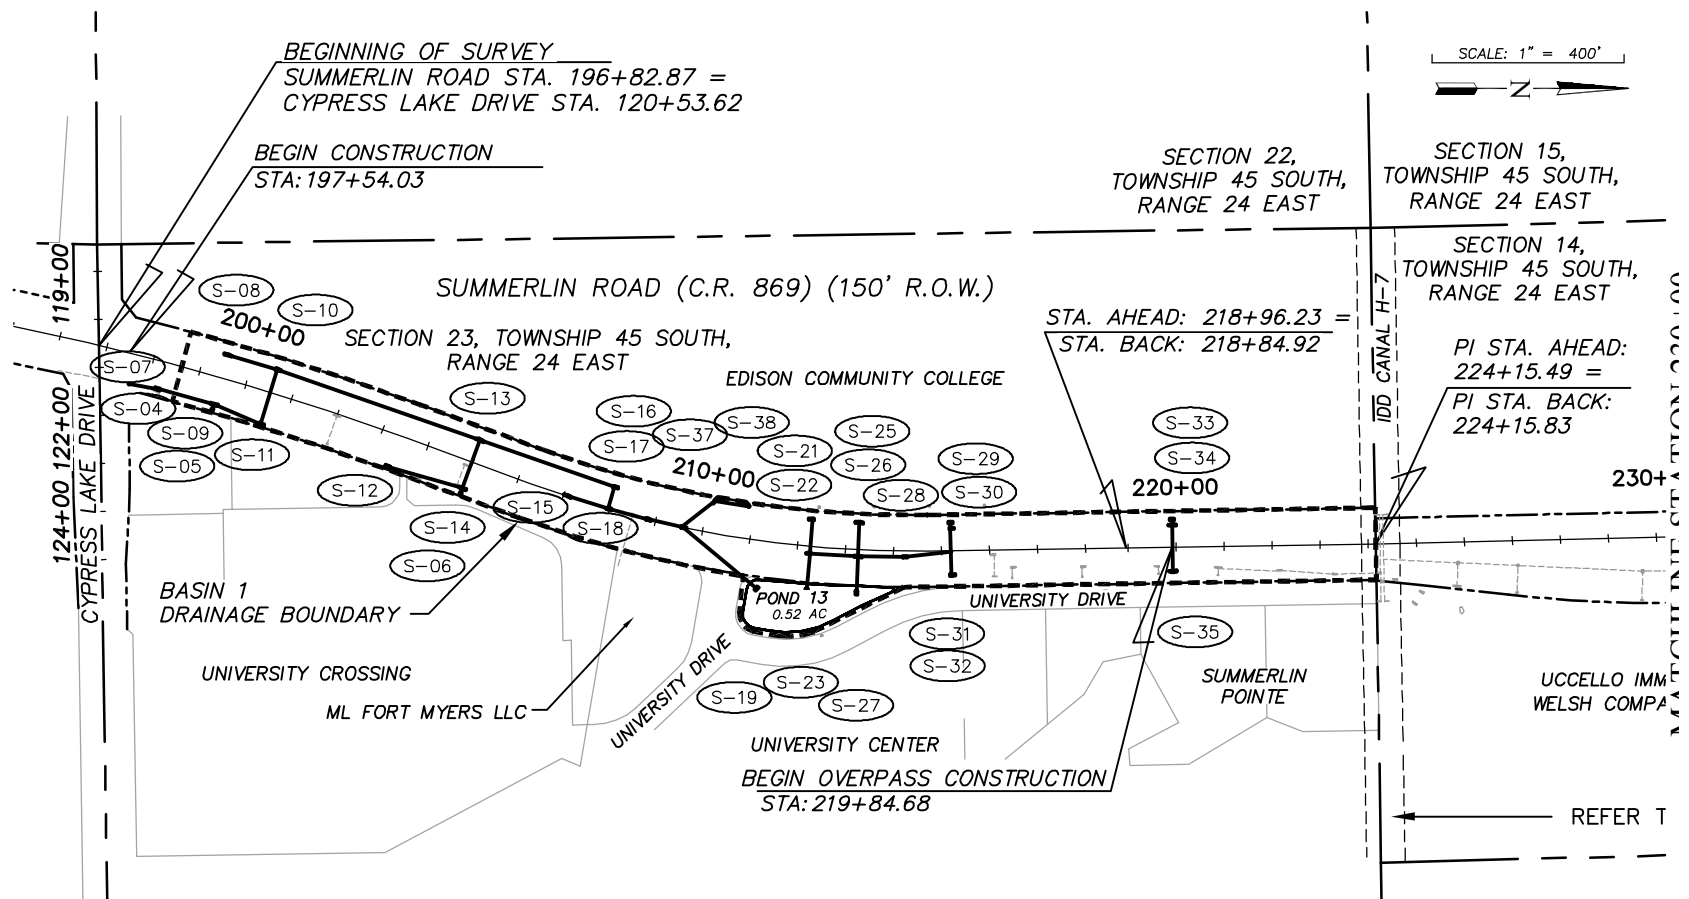 BEGINNING OF SURVEY
SUMMERLIN ROAD STA. 196+82.87 =
CYPRESS LAKE DRIVE STA. 120+53.62
SCALE: 1" = 400'
N
BEGIN CONSTRUCTION
STA: 197+54.03
SECTION 22,
TOWNSHIP 45 SOUTH,
RANGE 24 EAST
SECTION 15,
TOWNSHIP 45 SOUTH,
RANGE 24 EAST
SECTION 14,
TOWNSHIP 45 SOUTH,
RANGE 24 EAST
119+00
S-08
S-10
SUMMERLIN ROAD (C.R. 869) (150' R.O.W.)
200+00
SECTION 23, TOWNSHIP 45 SOUTH,
RANGE 24 EAST
STA. AHEAD: 218+96.23 =
STA. BACK: 218+84.92
IDD CANAL H-7
PI STA. AHEAD:
224+15.49 =
PI STA. BACK:
224+15.83
S-07
EDISON COMMUNITY COLLEGE
S-04
S-09
S-05
S-11
S-13
S-16
S-17
S-37
S-38
S-21
S-22
S-25
S-26
S-28
S-29
S-30
S-33
S-34
122+00
124+00
CYPRESS LAKE DRIVE
210+00
220+00
230+
S-12
S-14
S-15
S-18
S-06
BASIN 1
DRAINAGE BOUNDARY
POND 13
0.52 AC
UNIVERSITY DRIVE
S-31
S-32
S-35
UNIVERSITY CROSSING
ML FORT MYERS LLC
UNIVERSITY DRIVE
S-19
S-23
S-27
SUMMERLIN
POINTE
UCCELLO IMM
WELSH COMPA
UNIVERSITY CENTER
BEGIN OVERPASS CONSTRUCTION
STA: 219+84.68
REFER T